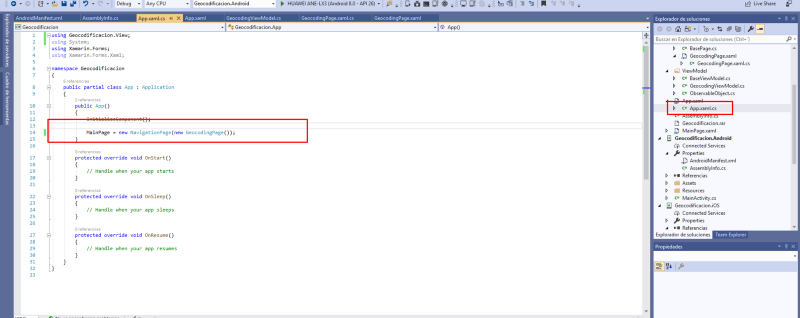 Debug Any CPU Geocodificacion.Android HUAWEI ANE-LX3 (Android 8.0 - API 26) Live Share
AndroidManifest.xml AssemblyInfo.cs App.xaml.cs App.xaml GeocodingViewModel.cs GeocodingPage.xaml.cs GeocodingPage.xaml
Geocodificacion Geocodificacion.App App()
Explorador de servidores
Cuadro de herramientas
1 using Geocodificacion.View;
2 using System;
3 using Xamarin.Forms;
4 using Xamarin.Forms.Xaml;
5
6 namespace Geocodificacion
7 {
6 referencias
8 public partial class App : Application
9 {
2 referencias
10 public App()
11 {
12 InitializeComponent();
13
14 MainPage = new NavigationPage(new GeocodingPage());
15 }
16
0 referencias
17 protected override void OnStart()
18 {
19 // Handle when your app starts
20 }
21
0 referencias
22 protected override void OnSleep()
23 {
24 // Handle when your app sleeps
25 }
26
0 referencias
27 protected override void OnResume()
28 {
29 // Handle when your app resumes
30 }
31 }
32 }
33
Explorador de soluciones
Buscar en Explorador de soluciones (Ctrl+¨)
BasePage.cs
GeocodingPage.xaml
GeocodingPage.xaml.cs
ViewModel
BaseViewModel.cs
GeocodingViewModel.cs
ObservableObject.cs
App.xaml
App.xaml.cs
AssemblyInfo.cs
Geocodificacion.rar
MainPage.xaml
Geocodificacion.Android
Connected Services
Properties
AndroidManifest.xml
AssemblyInfo.cs
Referencias
Assets
Resources
MainActivity.cs
Geocodificacion.iOS
Connected Services
Properties
Referencias
Explorador de soluciones Team Explorer
Propiedades